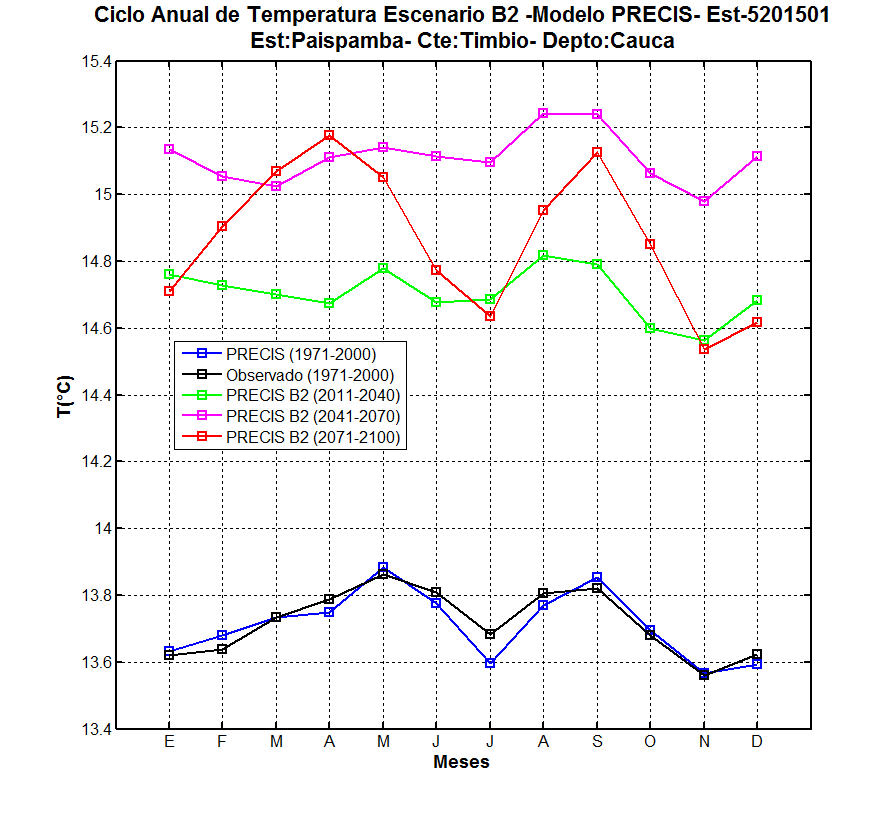 Ciclo Anual de Temperatura Escenario B2 -Modelo PRECIS- Est-5201501
Est:Paispamba- Cte:Timbio- Depto:Cauca
15.4
15.2
15
14.8
14.6
14.4
14.2
14
13.8
13.6
13.4
T(°C)
PRECIS (1971-2000)
Observado (1971-2000)
PRECIS B2 (2011-2040)
PRECIS B2 (2041-2070)
PRECIS B2 (2071-2100)
E F M A M J J A S O N D
Meses